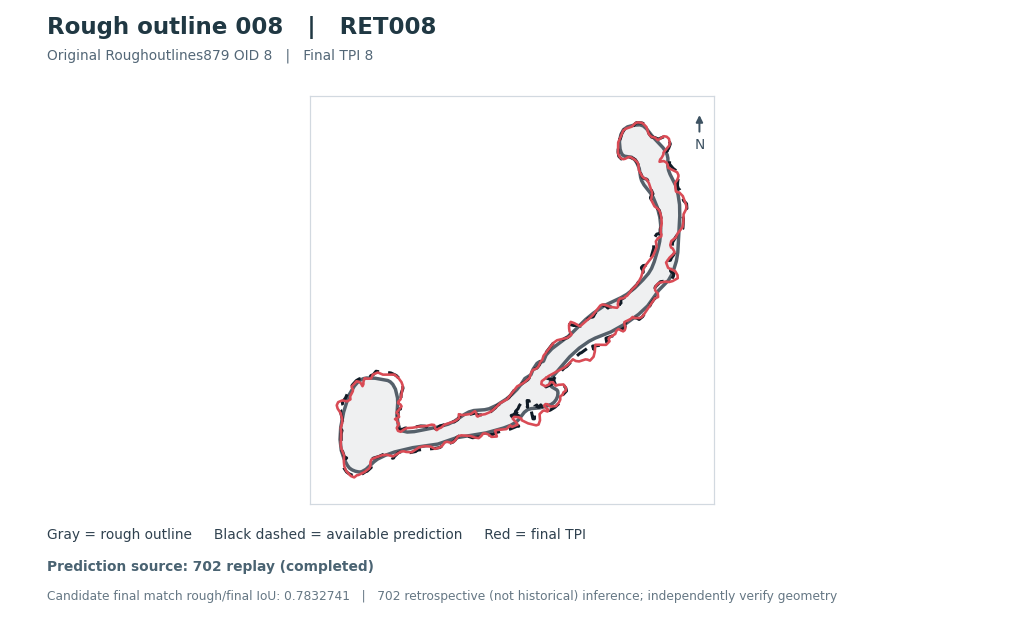 Rough outline 008   |   RET008
Original Roughoutlines879 OID 8   |   Final TPI 8
N
Gray = rough outline     Black dashed = available prediction     Red = final TPI
Prediction source: 702 replay (completed)
Candidate final match rough/final IoU: 0.7832741   |   702 retrospective (not historical) inference; independently verify geometry